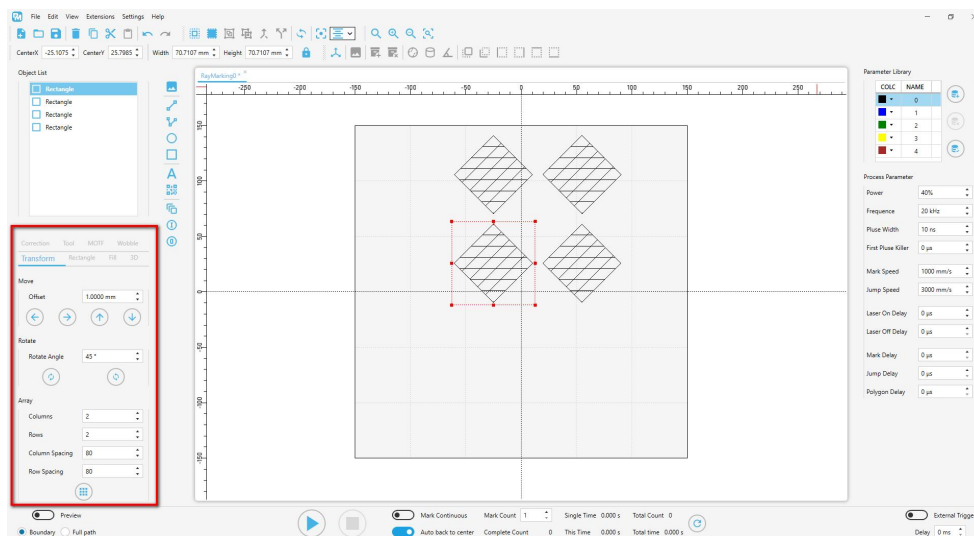 File Edit View Extensions Settings Help
CenterX -25.1075 CenterY 25.7985 Width 70.7107 mm Height 70.7107 mm
Object List
Rectangle
Rectangle
Rectangle
Rectangle
RayMarking0 *
-250 -200 -150 -100 -50 0 50 100 150 200 250
150
100
50
0
-50
-100
-150
Correction Tool MOTF Wobble
Transform Rectangle Fill 3D
Move
Offset 1.0000 mm
Rotate
Rotate Angle 45 °
Array
Columns 2
Rows 2
Column Spacing 80
Row Spacing 80
Parameter Library
COLC NAME
0
1
2
3
4
Process Parameter
Power 40%
Frequence 20 kHz
Pluse Width 10 ns
First Pluse Killer 0 μs
Mark Speed 1000 mm/s
Jump Speed 3000 mm/s
Laser On Delay 0 μs
Laser Off Delay 0 μs
Mark Delay 0 μs
Jump Delay 0 μs
Polygon Delay 0 μs
Preview
Boundary Full path
Mark Continuous Mark Count 1 Single Time 0.000 s Total Count 0
Auto back to center Complete Count 0 This Time 0.000 s Total time 0.000 s
External Trigge
Delay 0 ms